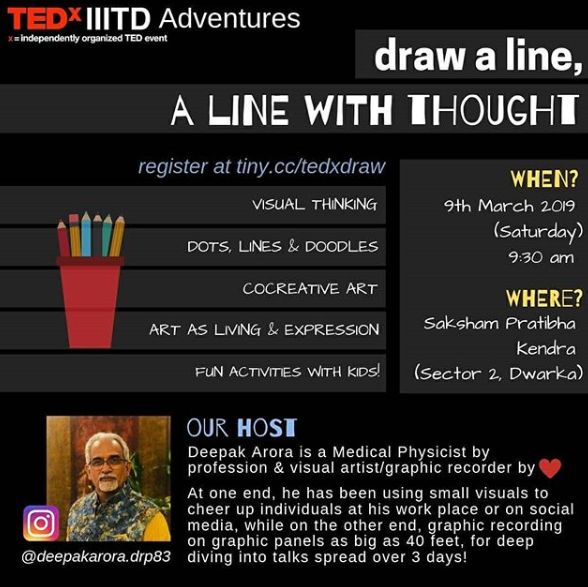 TEDx IIITD Adventures
x = independently organized TED event
draw a line,
A LINE WITH THOUGHT
register at tiny.cc/tedxdraw
VISUAL THINKING
DOTS, LINES & DOODLES
COCREATIVE ART
ART AS LIVING & EXPRESSION
FUN ACTIVITIES WITH KIDS!
WHEN?
9th March 2019
(Saturday)
9:30 am
WHERE?
Saksham Pratibha
Kendra
(Sector 2, Dwarka)
OUR HOST
Deepak Arora is a Medical Physicist by
profession & visual artist/graphic recorder by ❤
At one end, he has been using small visuals to
cheer up individuals at his work place or on social
media, while on the other end, graphic recording
on graphic panels as big as 40 feet, for deep
diving into talks spread over 3 days!
@deepakarora.drp83